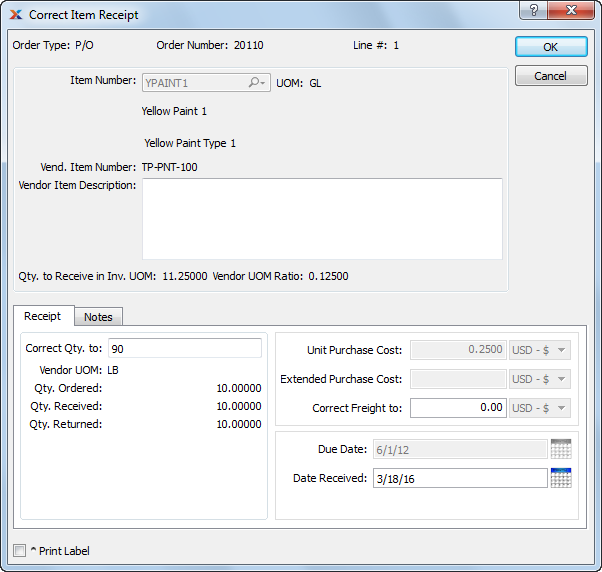 Correct Item Receipt
Order Type: P/O Order Number: 20110 Line #: 1
OK
Cancel
Item Number: YPAINT1 UOM: GL
Yellow Paint 1
Yellow Paint Type 1
Vend. Item Number: TP-PNT-100
Vendor Item Description:
Qty. to Receive in Inv. UOM: 11.25000 Vendor UOM Ratio: 0.12500
Receipt Notes
Correct Qty. to: 90
Vendor UOM: LB
Qty. Ordered: 10.00000
Qty. Received: 10.00000
Qty. Returned: 10.00000
Unit Purchase Cost: 0.2500 USD - $
Extended Purchase Cost: USD - $
Correct Freight to: 0.00 USD - $
Due Date: 6/1/12
Date Received: 3/18/16
^ Print Label